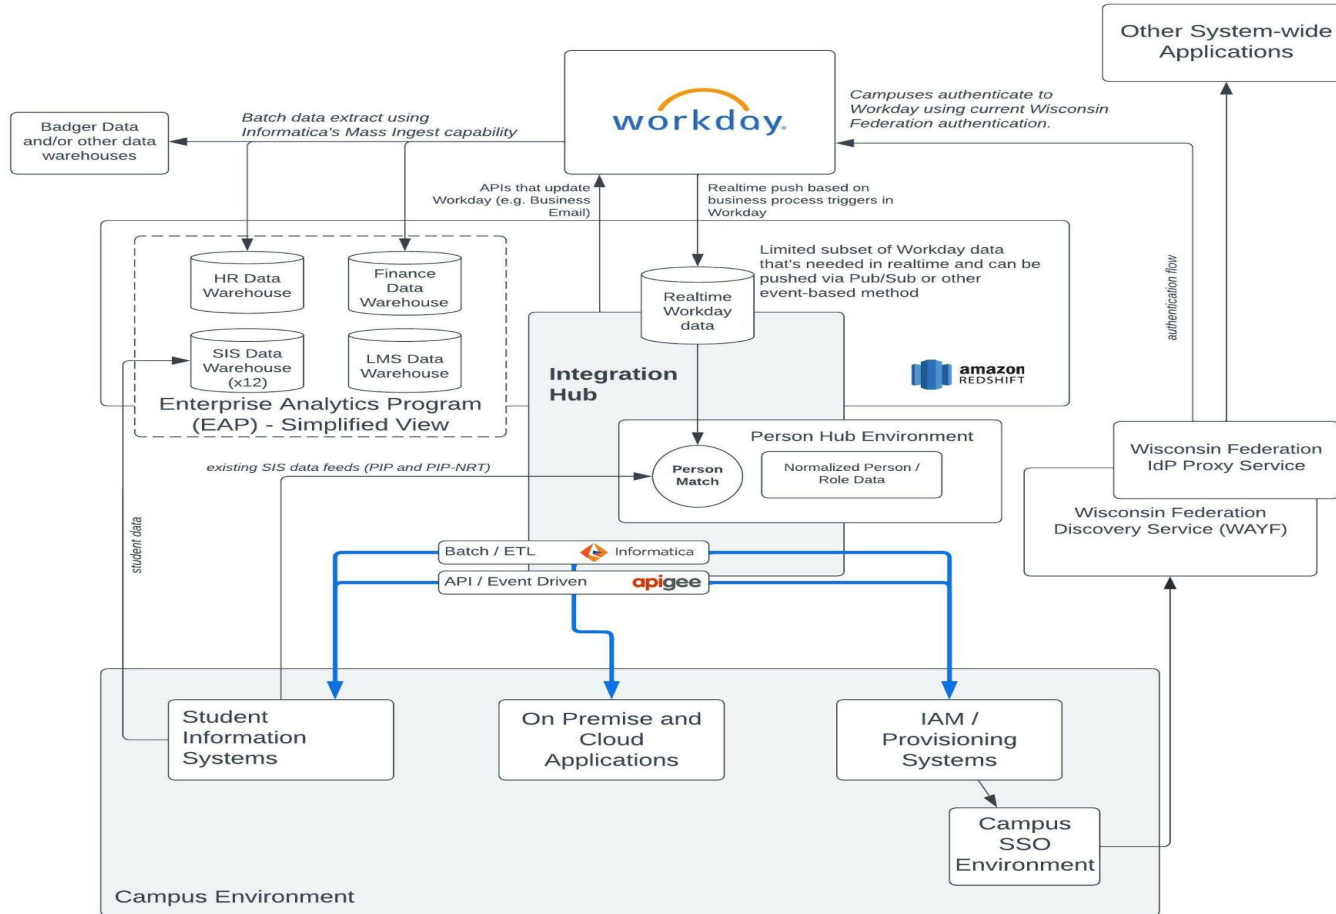 Other System-wide
Applications
workday.
Campuses authenticate to
Workday using current Wisconsin
Federation authentication.
Badger Data
and/or other data
warehouses
Batch data extract using
Informatica's Mass Ingest capability
APIs that update
Workday (e.g. Business
Email)
Realtime push based on
business process triggers in
Workday
HR Data
Warehouse
Finance
Data
Warehouse
Realtime
Workday
data
Limited subset of Workday data
that's needed in realtime and can be
pushed via Pub/Sub or other
event-based method
authentication flow
SIS Data
Warehouse
(x12)
LMS Data
Warehouse
Integration
Hub
amazon
REDSHIFT
Enterprise Analytics Program
(EAP) - Simplified View
Person Hub Environment
existing SIS data feeds (PIP and PIP-NRT)
Person
Match
Normalized Person /
Role Data
Wisconsin Federation
IdP Proxy Service
Wisconsin Federation
Discovery Service (WAYF)
student data
Batch / ETL
Informatica
API / Event Driven
apigee
Student
Information
Systems
On Premise and
Cloud
Applications
IAM /
Provisioning
Systems
Campus
SSO
Environment
Campus Environment